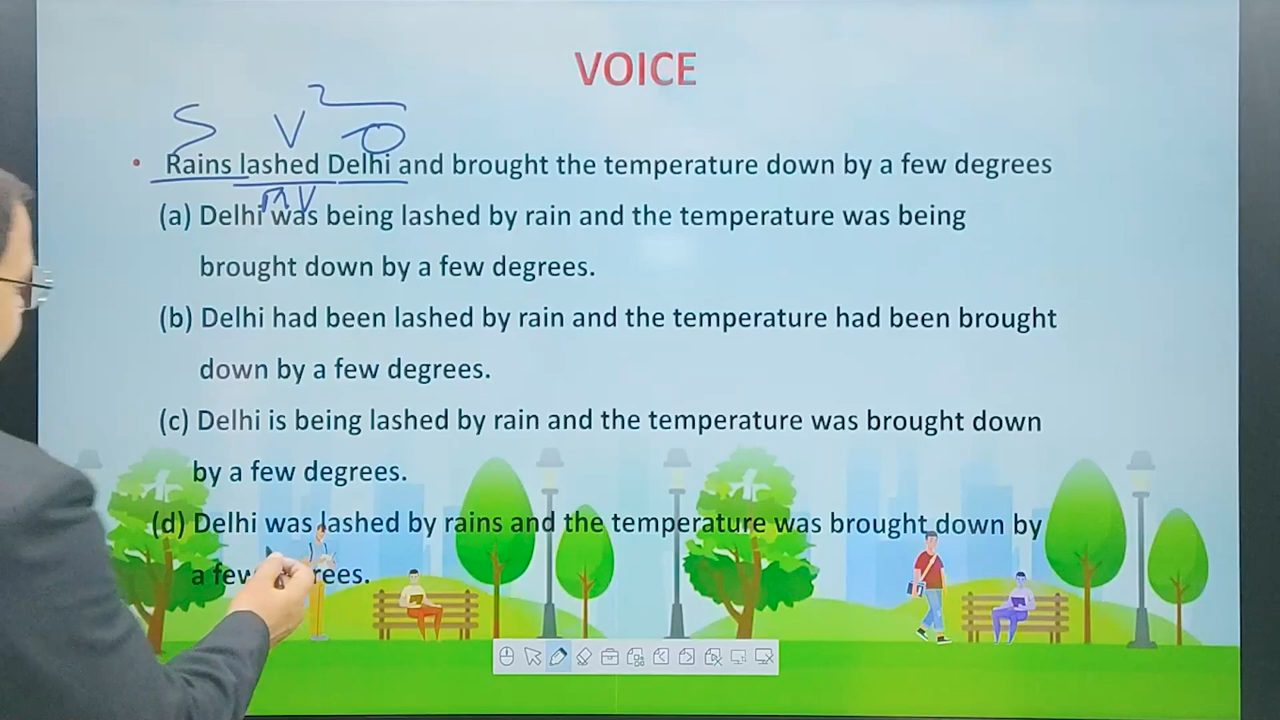 VOICE
S V² O
• Rains lashed Delhi and brought the temperature down by a few degrees
MV
(a) Delhi was being lashed by rain and the temperature was being
brought down by a few degrees.
(b) Delhi had been lashed by rain and the temperature had been brought
down by a few degrees.
(c) Delhi is being lashed by rain and the temperature was brought down
by a few degrees.
(d) Delhi was lashed by rains and the temperature was brought down by
a few rees.